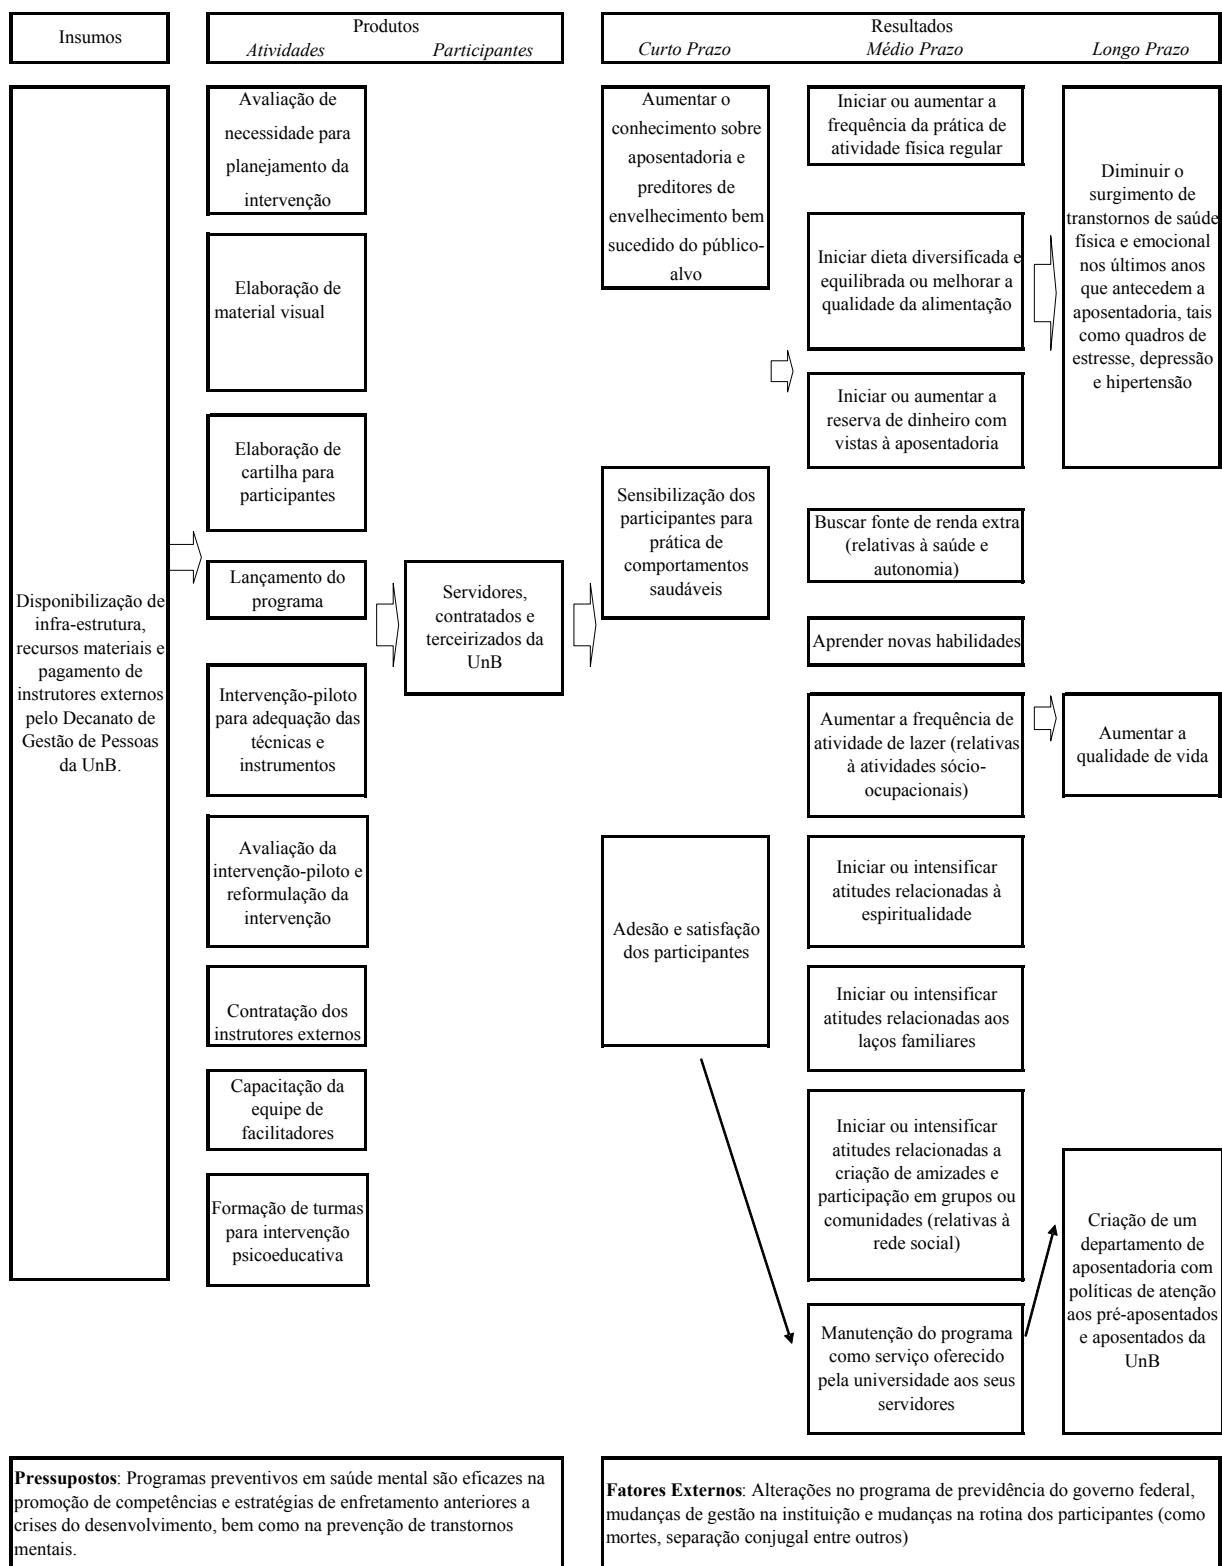 Insumos
Produtos
Atividades
Participantes
Resultados
Curto Prazo
Médio Prazo
Longo Prazo
Disponibilização de
infra-estrutura,
recursos materiais e
pagamento de
instrutores externos
pelo Decanato de
Gestão de Pessoas
da UnB.
Avaliação de
necessidade para
planejamento da
intervenção
Elaboração de
material visual
Elaboração de
cartilha para
participantes
Lançamento do
programa
Intervenção-piloto
para adequação das
técnicas e
instrumentos
Avaliação da
intervenção-piloto e
reformulação da
intervenção
Contratação dos
instrutores externos
Capacitação da
equipe de
facilitadores
Formação de turmas
para intervenção
psicoeducativa
Servidores,
contratados e
terceirizados da
UnB
Aumentar o
conhecimento sobre
aposentadoria e
preditores de
envelhecimento bem
sucedido do público-
alvo
Sensibilização dos
participantes para
prática de
comportamentos
saudáveis
Adesão e satisfação
dos participantes
Iniciar ou aumentar a
frequência da prática de
atividade física regular
Iniciar dieta diversificada e
equilibrada ou melhorar a
qualidade da alimentação
Iniciar ou aumentar a
reserva de dinheiro com
vistas à aposentadoria
Buscar fonte de renda extra
(relativas à saúde e
autonomia)
Aprender novas habilidades
Aumentar a frequência de
atividade de lazer (relativas
à atividades sócio-
ocupacionais)
Iniciar ou intensificar
atitudes relacionadas à
espiritualidade
Iniciar ou intensificar
atitudes relacionadas aos
laços familiares
Iniciar ou intensificar
atitudes relacionadas a
criação de amizades e
participação em grupos ou
comunidades (relativas à
rede social)
Manutenção do programa
como serviço oferecido
pela universidade aos seus
servidores
Diminuir o
surgimento de
transtornos de saúde
física e emocional
nos últimos anos
que antecedem a
aposentadoria, tais
como quadros de
estresse, depressão
e hipertensão
Aumentar a
qualidade de vida
Criação de um
departamento de
aposentadoria com
políticas de atenção
aos pré-aposentados
e aposentados da
UnB
Pressupostos: Programas preventivos em saúde mental são eficazes na
promoção de competências e estratégias de enfretamento anteriores a
crises do desenvolvimento, bem como na prevenção de transtornos
mentais.
Fatores Externos: Alterações no programa de previdência do governo federal,
mudanças de gestão na instituição e mudanças na rotina dos participantes (como
mortes, separação conjugal entre outros)